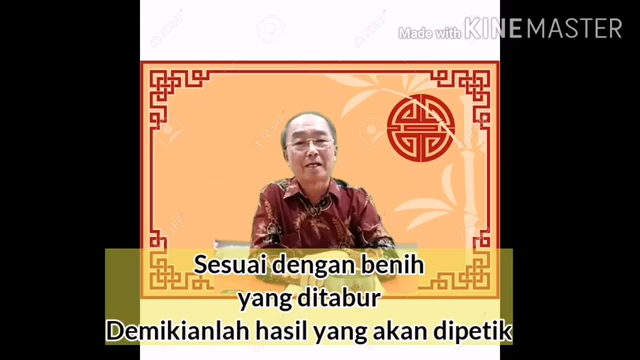 Made with KINEMASTER
Sesuai dengan benih
yang ditabur
Demikianlah hasil yang akan dipetik